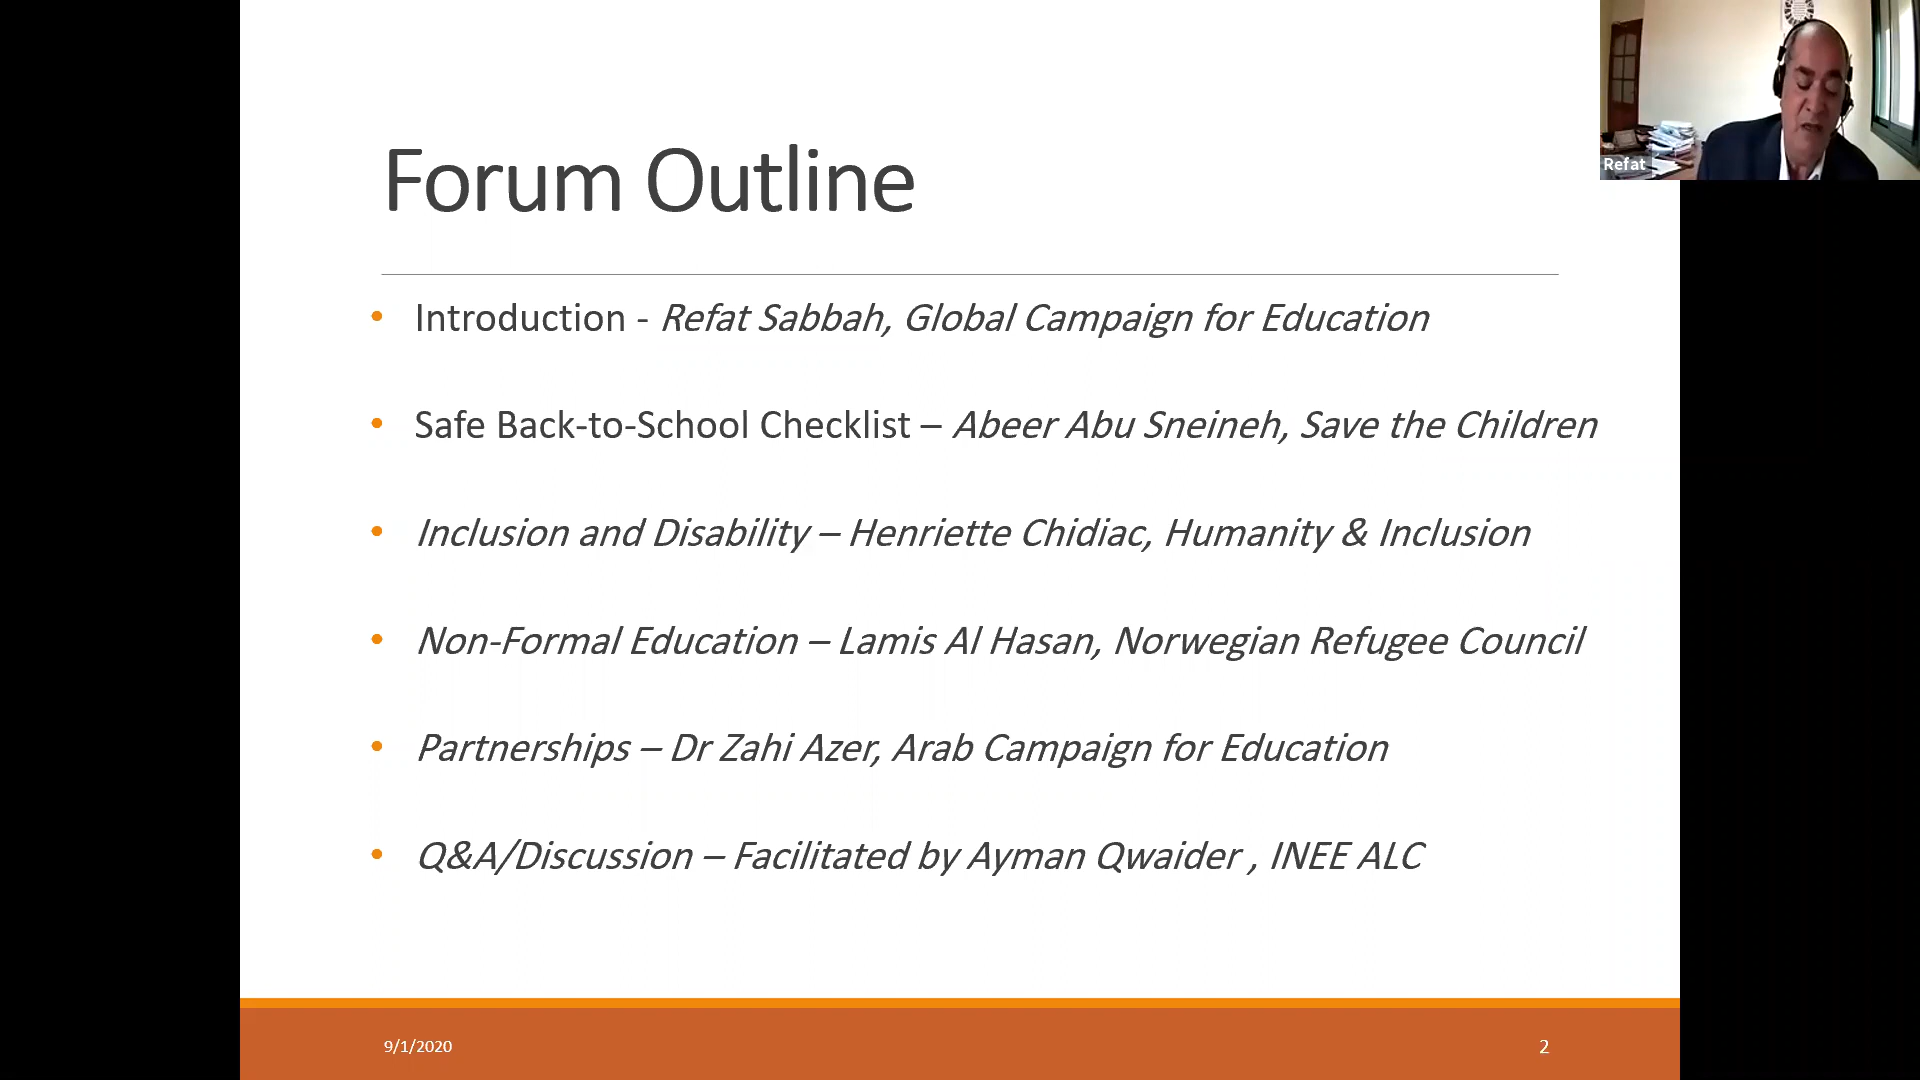 Forum Outline
Refat
• Introduction - Refat Sabbah, Global Campaign for Education
• Safe Back-to-School Checklist – Abeer Abu Sneineh, Save the Children
• Inclusion and Disability – Henriette Chidiac, Humanity & Inclusion
• Non-Formal Education – Lamis Al Hasan, Norwegian Refugee Council
• Partnerships – Dr Zahi Azer, Arab Campaign for Education
• Q&A/Discussion – Facilitated by Ayman Qwaider , INEE ALC
9/1/2020
2